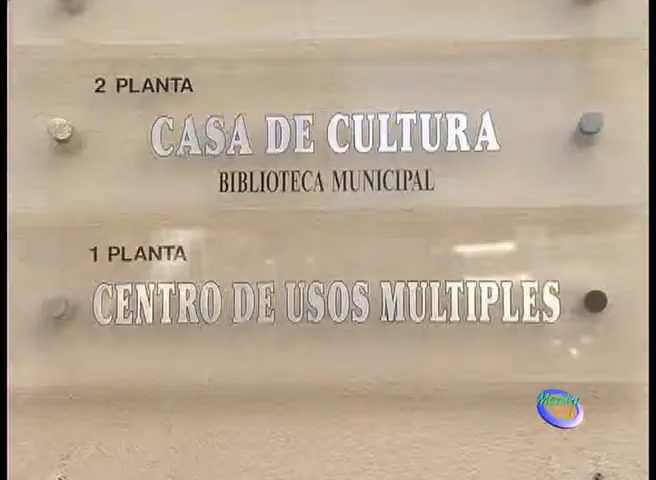 2 PLANTA
CASA DE CULTURA
BIBLIOTECA MUNICIPAL
1 PLANTA
CENTRO DE USOS MULTIPLES